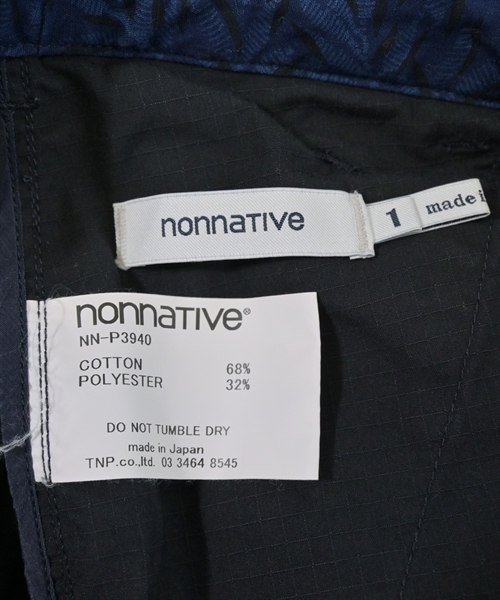 nonnative
1 made i
nonnative®
NN-P3940
COTTON 68%
POLYESTER 32%
DO NOT TUMBLE DRY
made in Japan
TNP.co.,ltd. 03 3464 8545